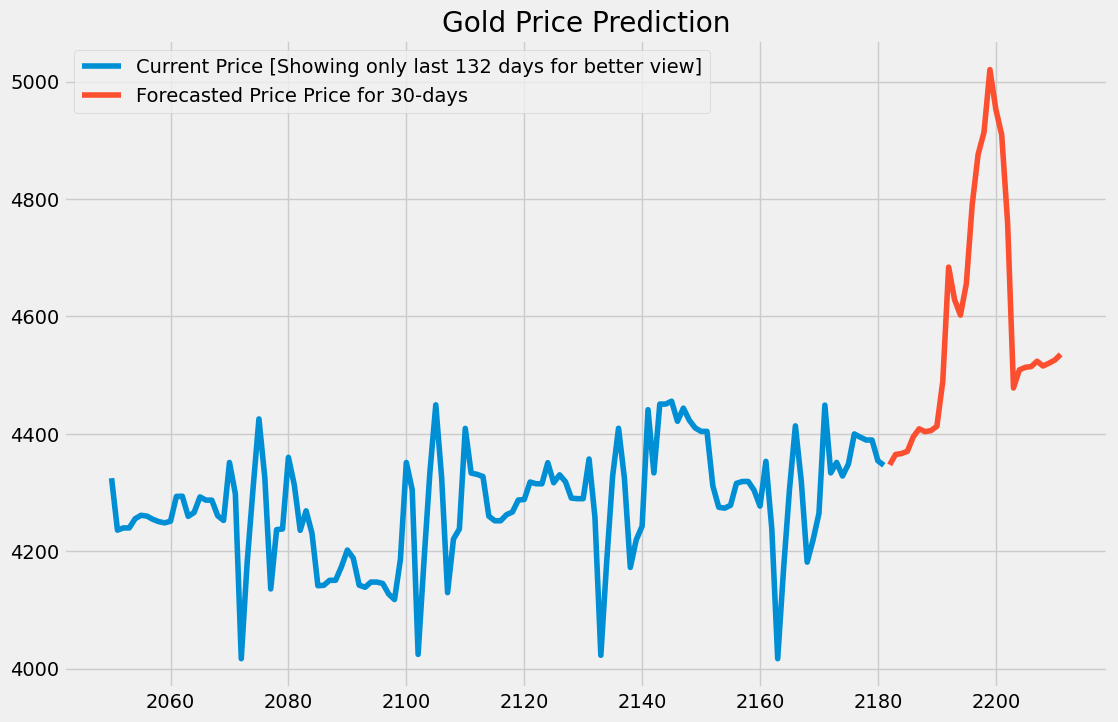 Gold Price Prediction
Current Price [Showing only last 132 days for better view]
Forecasted Price Price for 30-days
5000
4800
4600
4400
4200
4000
2060 2080 2100 2120 2140 2160 2180 2200